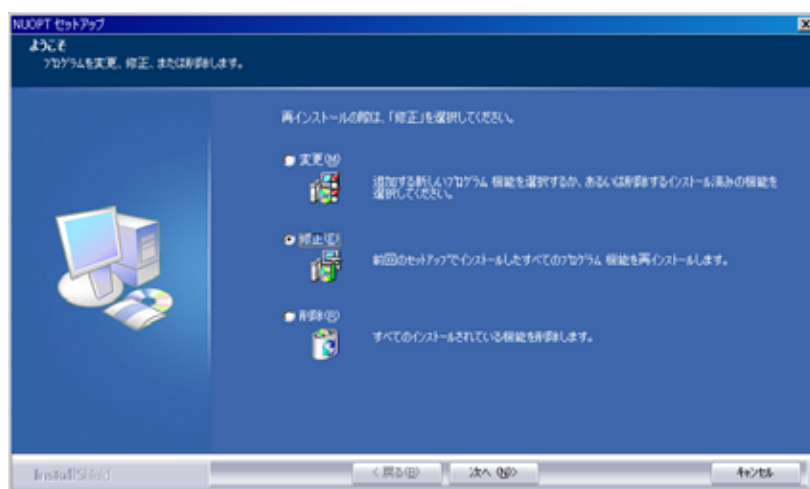 NUOPT セットアップ
ようこそ
プログラムを変更、修正、または削除します。
再インストールの際は、「修正」を選択してください。
変更(M)
追加する新しいプログラム 機能を選択するか、あるいは削除するインストール済みの機能を
選択してください。
修正(E)
前回のセットアップでインストールしたすべてのプログラム 機能を再インストールします。
削除(R)
すべてのインストールされている機能を削除します。
InstallShield
< 戻る(B)
次へ (N)>
キャンセル